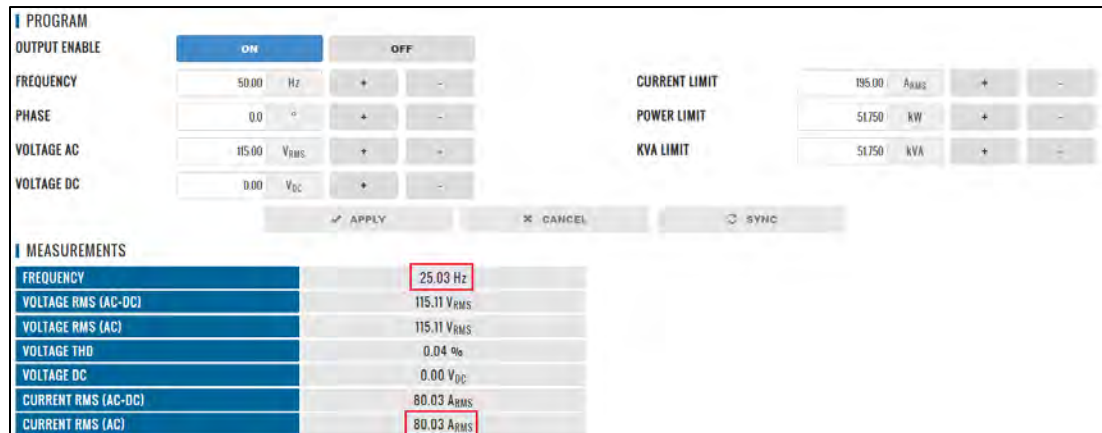 PROGRAM
OUTPUT ENABLE ON OFF
FREQUENCY 50.00 Hz + - CURRENT LIMIT 195.00 ARMS + -
PHASE 0.0 ° + - POWER LIMIT 51.750 kW + -
VOLTAGE AC 115.00 VRMS + - KVA LIMIT 51.750 kVA + -
VOLTAGE DC 0.00 VDC + -
✓ APPLY ✕ CANCEL SYNC
MEASUREMENTS
FREQUENCY 25.03 Hz
VOLTAGE RMS (AC-DC) 115.11 VRMS
VOLTAGE RMS (AC) 115.11 VRMS
VOLTAGE THD 0.04 %
VOLTAGE DC 0.00 VDC
CURRENT RMS (AC-DC) 80.03 ARMS
CURRENT RMS (AC) 80.03 ARMS